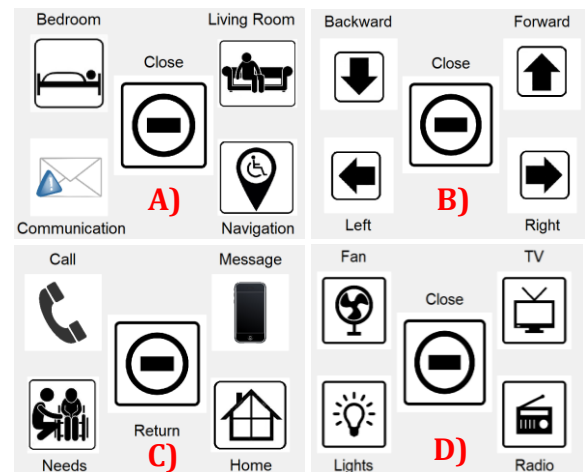 Bedroom
Living Room
Close
A)
Communication
Navigation
Backward
Forward
Close
B)
Left
Right
Call
Message
Return
C)
Needs
Home
Fan
TV
Close
D)
Lights
Radio